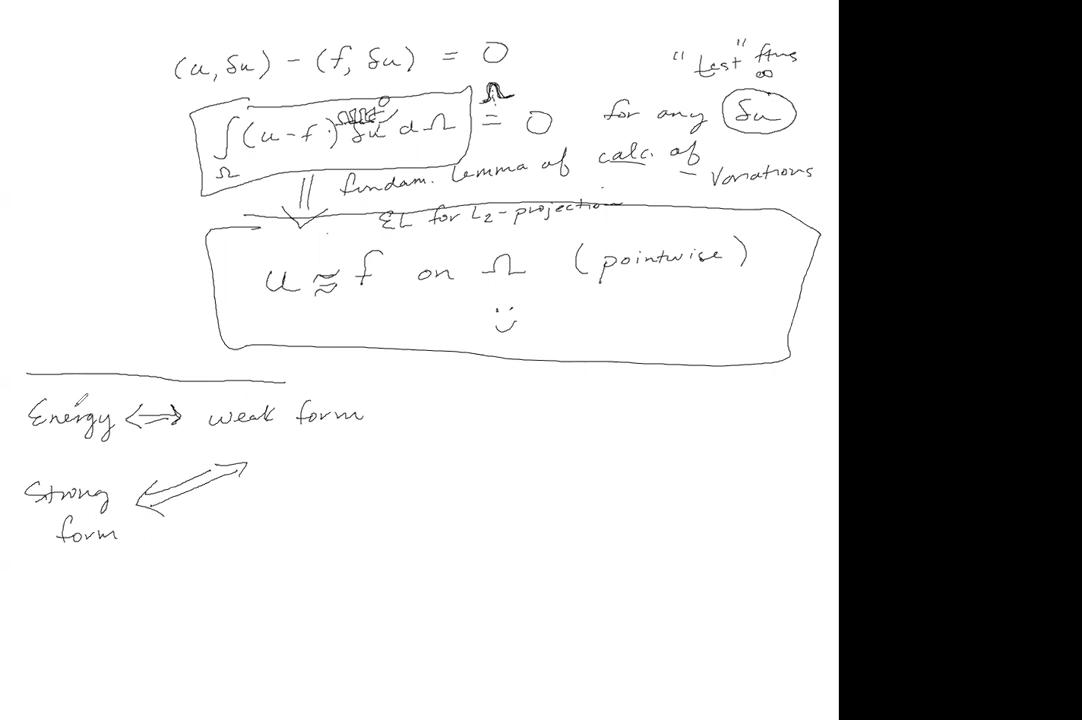 (u, δu) - (f, δu) = 0
"test" ftns
∞
∫_Ω (u - f) δu dΩ = 0 for any δu
Ω
fundam. Lemma of calc. of
- Variations
EL for L₂-projection
u ≈ f on Ω (pointwise)
Energy ⟺ weak form
Strong
form